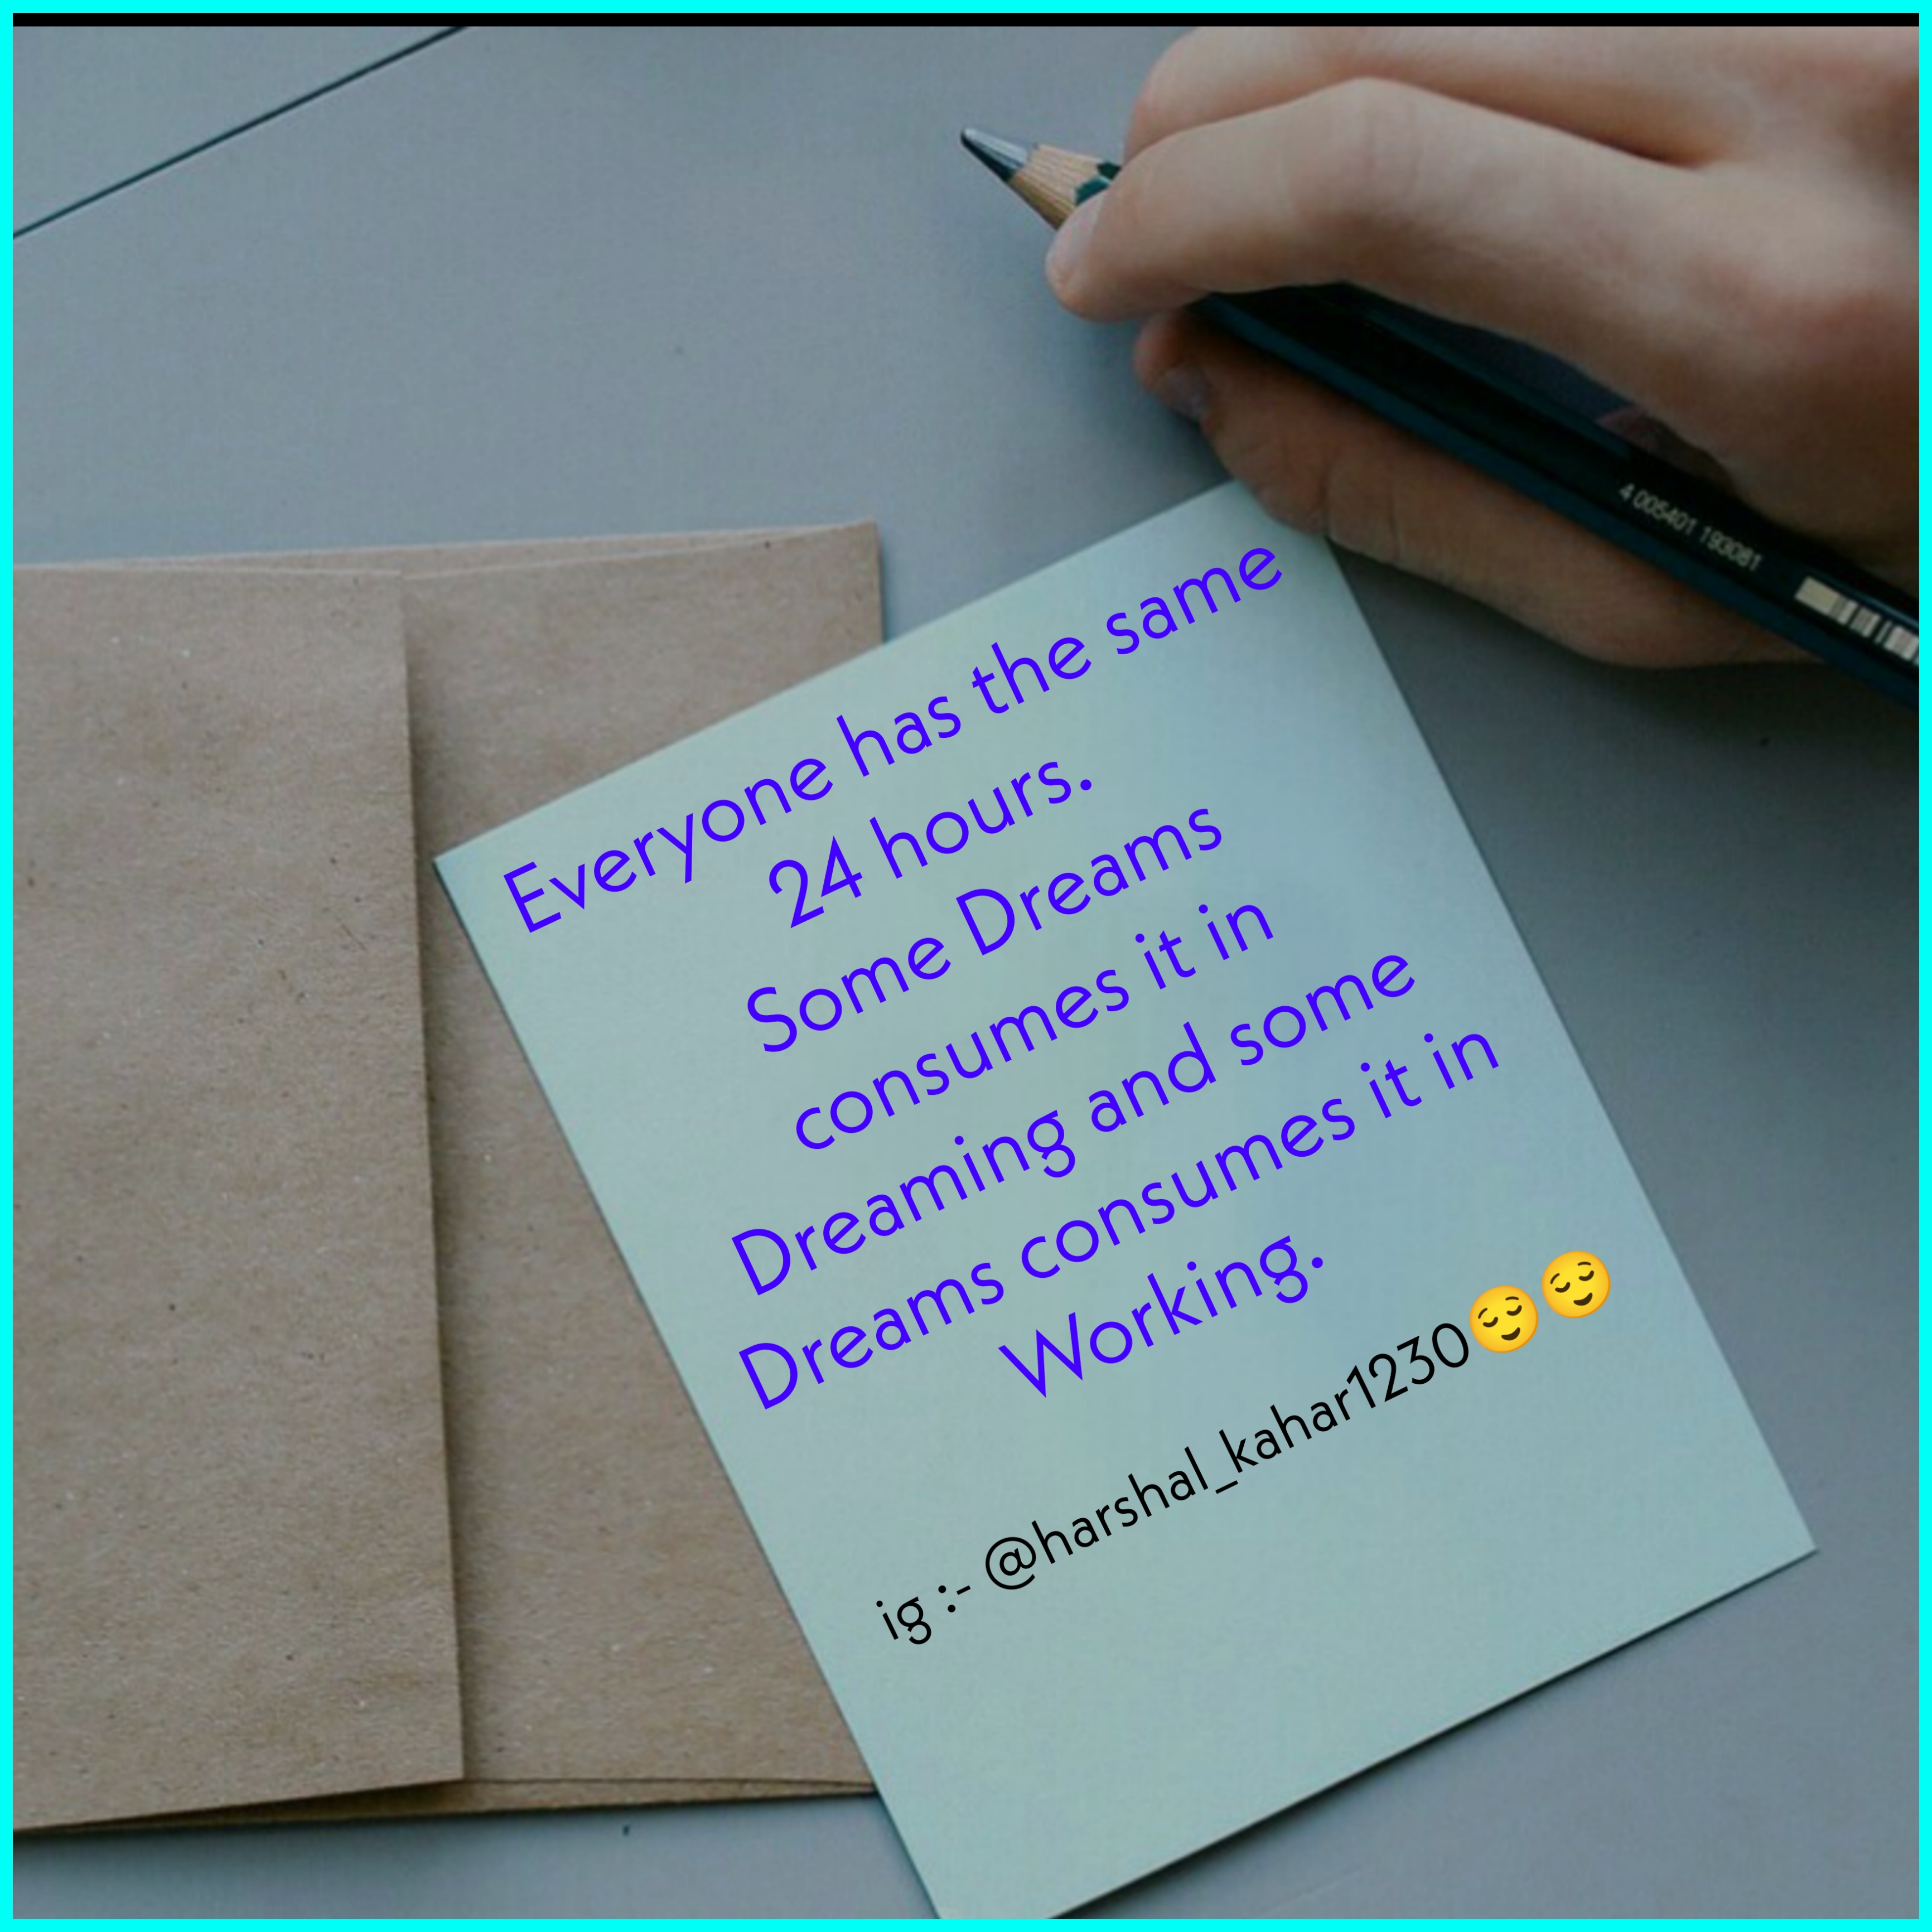 Everyone has the same
24 hours.
Some Dreams
consumes it in
Dreaming and some
Dreams consumes it in
Working.
ig :- @harshal_kahar1230😌😌
4 005401 193081